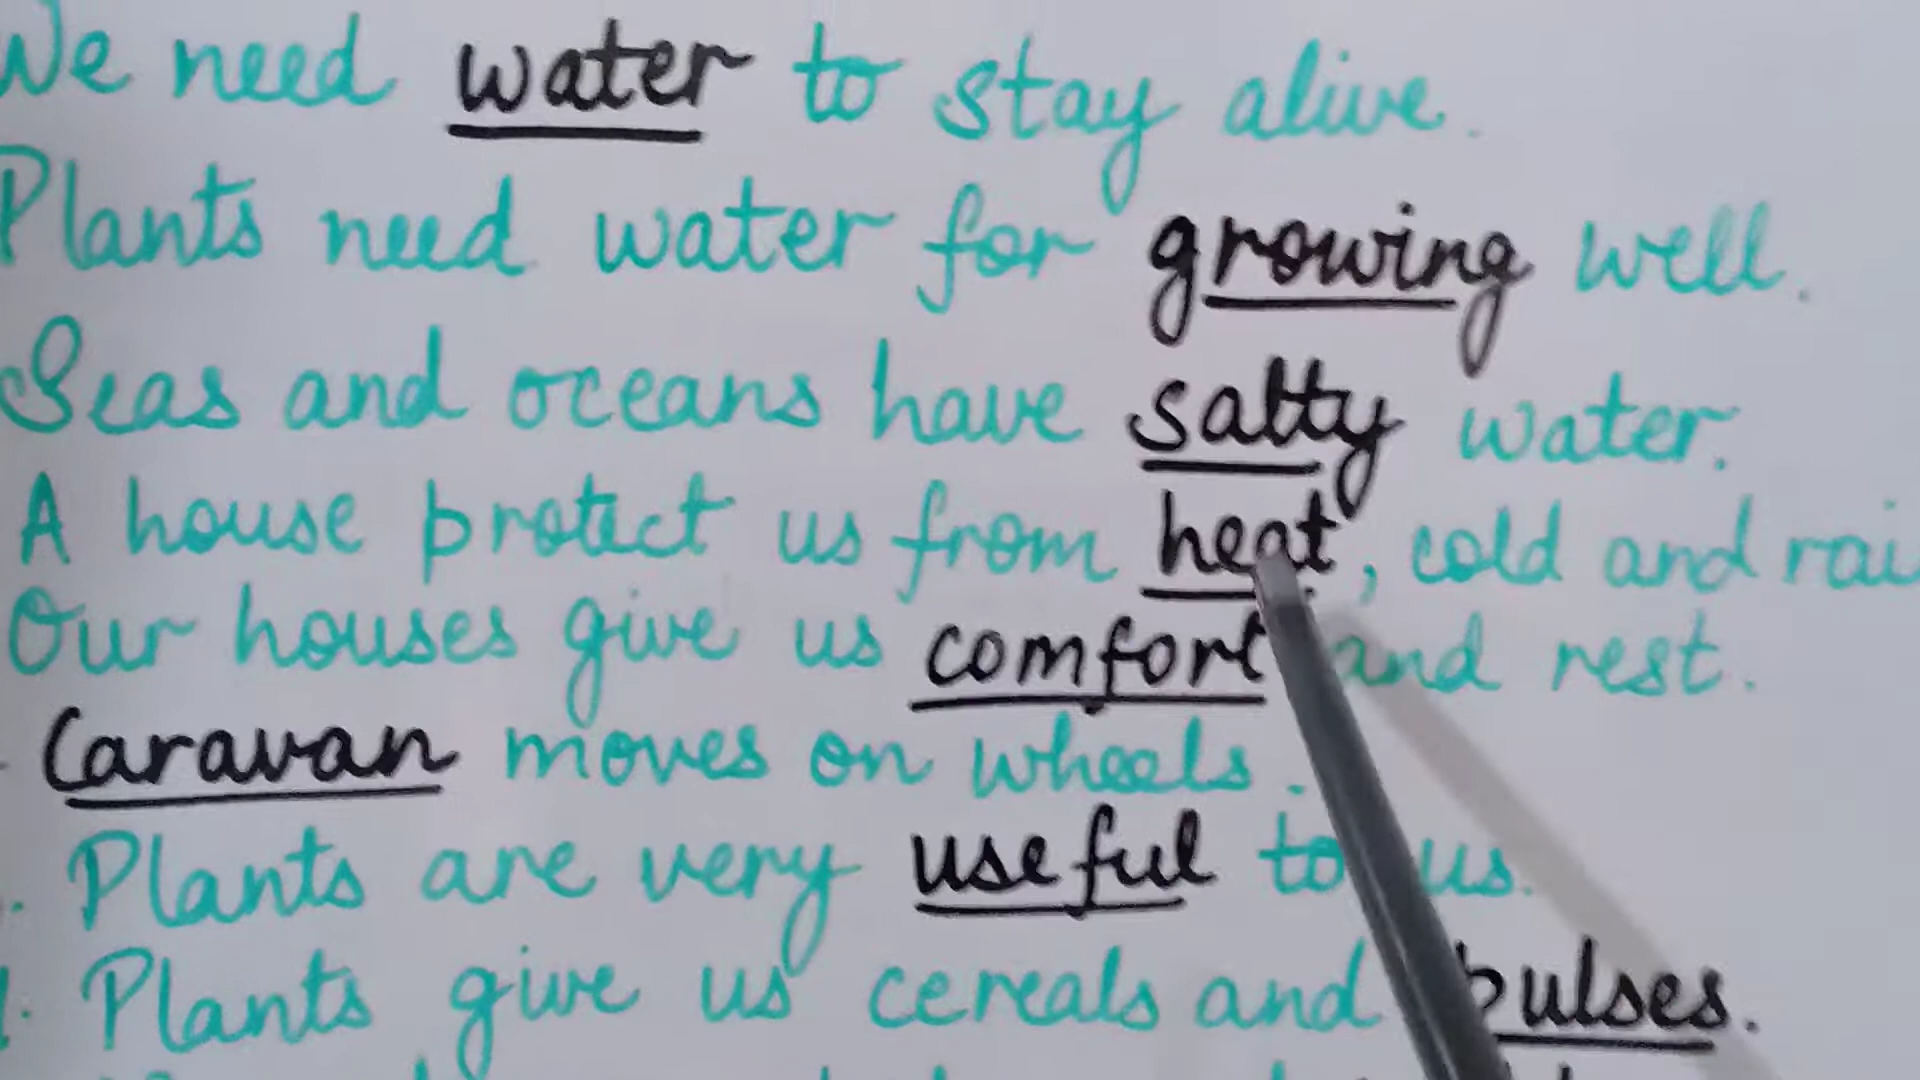 We need water to stay alive.
Plants need water for growing well.
Seas and oceans have salty water.
A house protect us from heat, cold and rai
Our houses give us comfort and rest.
Caravan moves on wheels.
Plants are very useful to us.
Plants give us cereals and pulses.